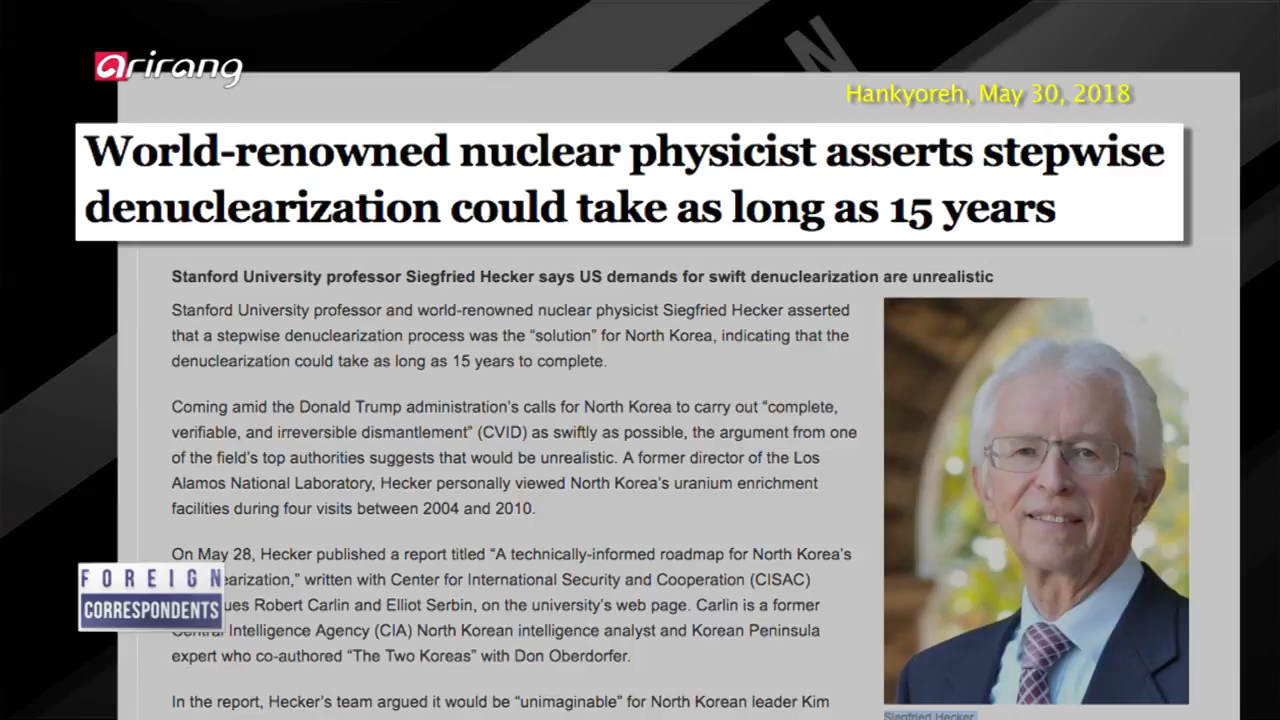 arirang
Hankyoreh, May 30, 2018
World-renowned nuclear physicist asserts stepwise
denuclearization could take as long as 15 years
Stanford University professor Siegfried Hecker says US demands for swift denuclearization are unrealistic
Stanford University professor and world-renowned nuclear physicist Siegfried Hecker asserted
that a stepwise denuclearization process was the “solution” for North Korea, indicating that the
denuclearization could take as long as 15 years to complete.
Coming amid the Donald Trump administration’s calls for North Korea to carry out “complete,
verifiable, and irreversible dismantlement” (CVID) as swiftly as possible, the argument from one
of the field’s top authorities suggests that would be unrealistic. A former director of the Los
Alamos National Laboratory, Hecker personally viewed North Korea’s uranium enrichment
facilities during four visits between 2004 and 2010.
On May 28, Hecker published a report titled “A technically-informed roadmap for North Korea’s
earization,” written with Center for International Security and Cooperation (CISAC)
ues Robert Carlin and Elliot Serbin, on the university’s web page. Carlin is a former
Central Intelligence Agency (CIA) North Korean intelligence analyst and Korean Peninsula
expert who co-authored “The Two Koreas” with Don Oberdorfer.
In the report, Hecker’s team argued it would be “unimaginable” for North Korean leader Kim
Siegfried Hecker
FOREIGN
CORRESPONDENTS